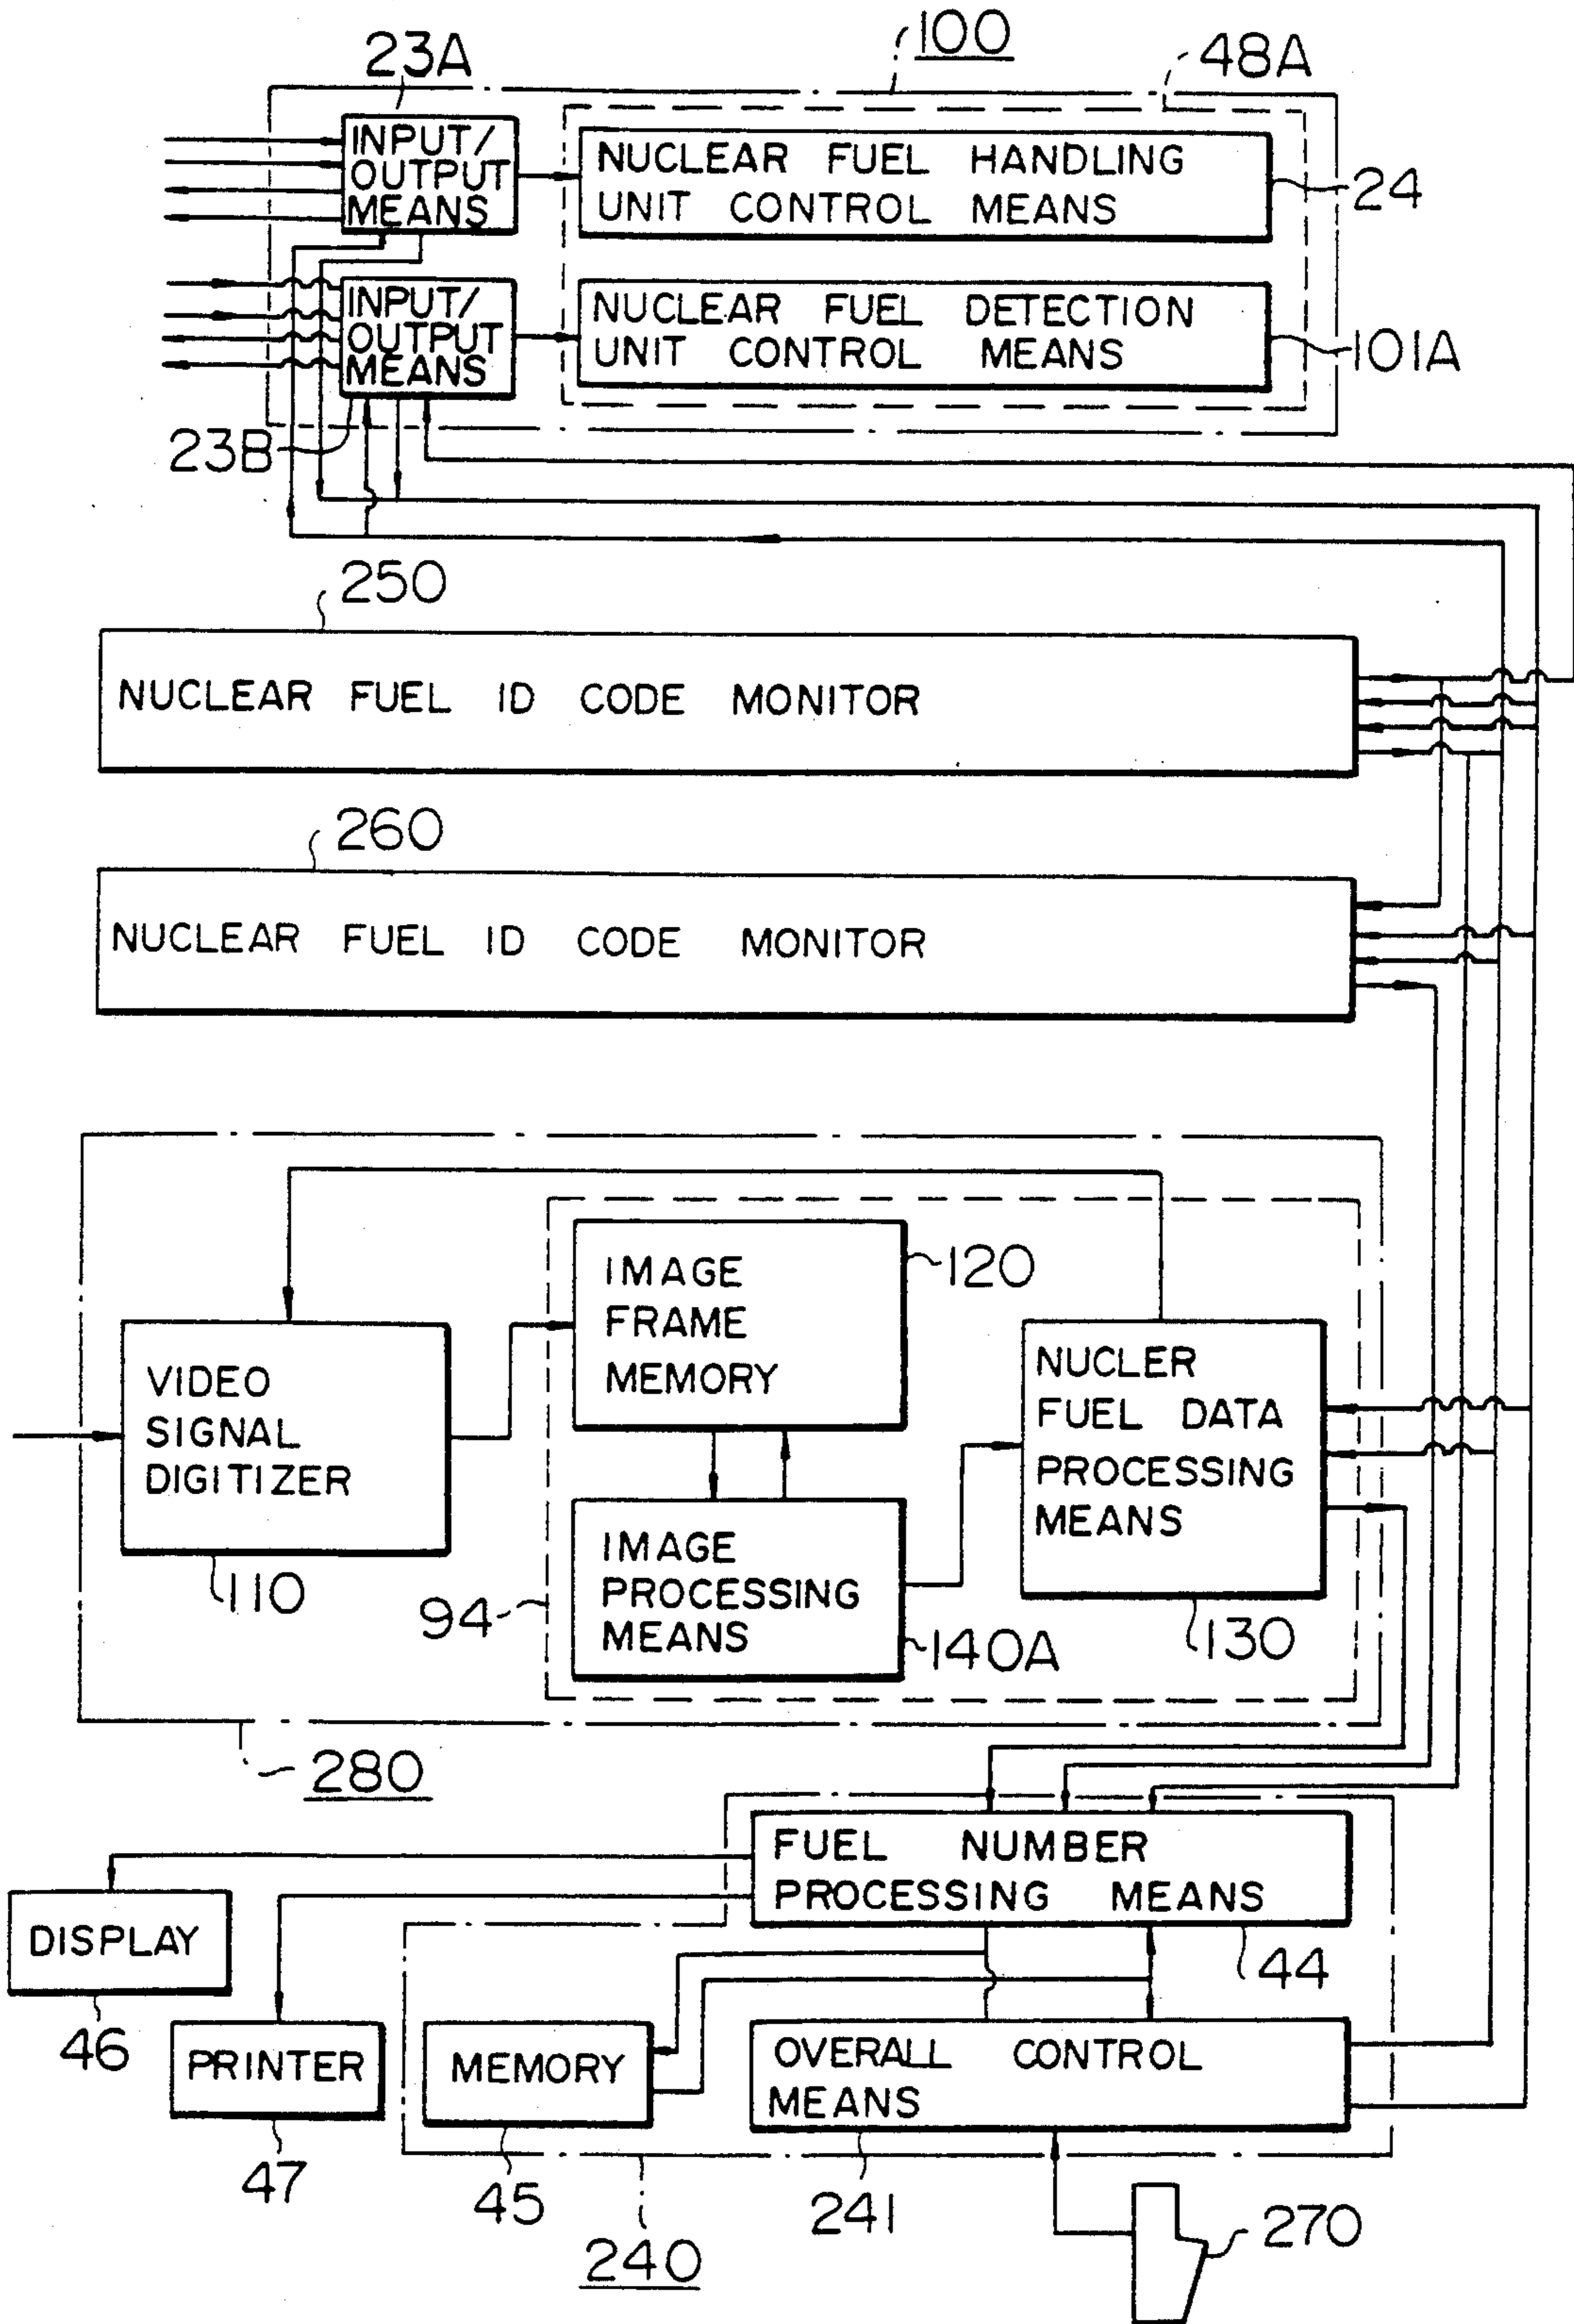 100
48A
23A
INPUT/
OUTPUT
MEANS
NUCLEAR FUEL HANDLING
UNIT CONTROL MEANS
24
INPUT/
OUTPUT
MEANS
NUCLEAR FUEL DETECTION
UNIT CONTROL MEANS
101A
23B
250
NUCLEAR FUEL ID CODE MONITOR
260
NUCLEAR FUEL ID CODE MONITOR
IMAGE
FRAME
MEMORY
120
VIDEO
SIGNAL
DIGITIZER
110
NUCLER
FUEL DATA
PROCESSING
MEANS
130
IMAGE
PROCESSING
MEANS
94
140A
280
FUEL NUMBER
PROCESSING MEANS
44
DISPLAY
46
PRINTER
47
MEMORY
45
OVERALL CONTROL
MEANS
241
240
270